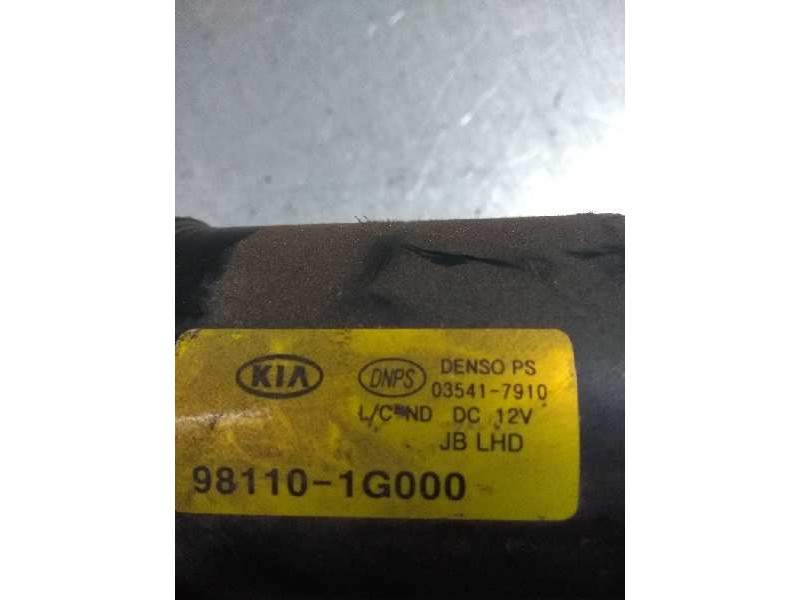 KIA DNPS DENSO PS
03541-7910
DC 12V
JB LHD
98110-1G000